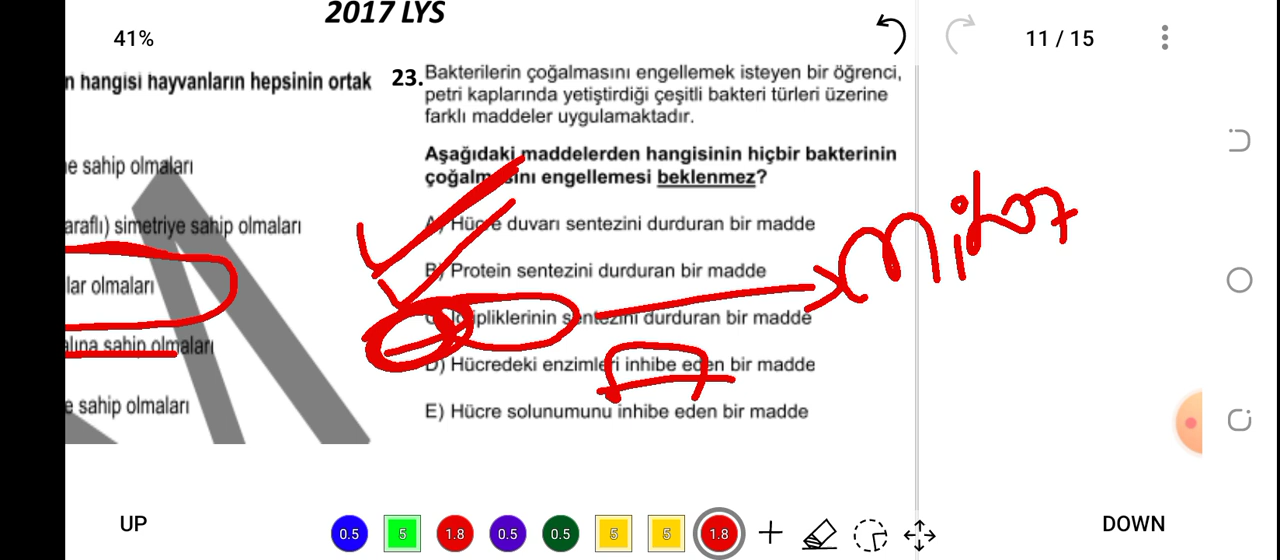 2017 LYS
41%
11 / 15
n hangisi hayvanların hepsinin ortak
e sahip olmaları
araflı) simetriye sahip olmaları
lar olmaları
alına sahip olmaları
e sahip olmaları
23. Bakterilerin çoğalmasını engellemek isteyen bir öğrenci,
petri kaplarında yetiştirdiği çeşitli bakteri türleri üzerine
farklı maddeler uygulamaktadır.
Aşağıdaki maddelerden hangisinin hiçbir bakterinin
çoğalmasını engellemesi beklenmez?
A) Hücre duvarı sentezini durduran bir madde
B) Protein sentezini durduran bir madde
C) İğ ipliklerinin sentezini durduran bir madde
D) Hücredeki enzimleri inhibe eden bir madde
E) Hücre solunumunu inhibe eden bir madde
mitoz
UP
0.5
5
1.8
0.5
0.5
5
5
1.8
DOWN